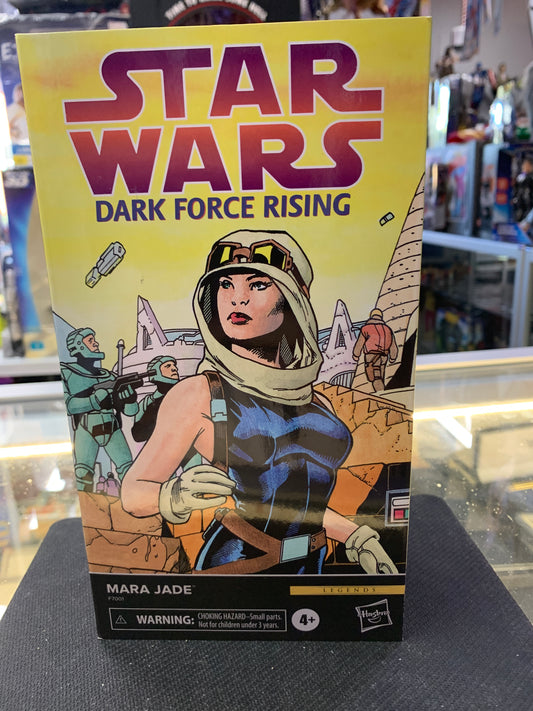 STAR
WARS
DARK FORCE RISING
MARA JADE™
F7001
LEGENDS
WARNING: CHOKING HAZARD–Small parts.
Not for children under 3 years.
4+
Hasbro